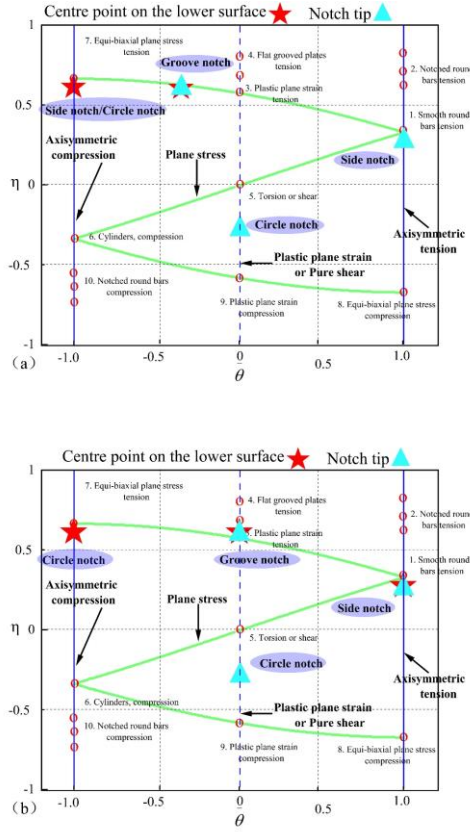 Centre point on the lower surface
Notch tip
1
7. Equi-biaxial plane stress
tension
Groove notch
4. Flat grooved plates
tension
2. Notched round
bars tension
3. Plastic plane strain
tension
0.5
Side notch/Circle notch
1. Smooth round
bars tension
Axisymmetric
compression
Plane stress
Side notch
η 0
5. Torsion or shear
Circle notch
6. Cylinders, compression
Axisymmetric
tension
Plastic plane strain
or Pure shear
-0.5
10. Notched round bars
compression
9. Plastic plane strain
compression
8. Equi-biaxial plane stress
compression
-1
(a)
-1.0 -0.5 0 0.5 1.0
θ̄
Centre point on the lower surface
Notch tip
1
7. Equi-biaxial plane stress
tension
4. Flat grooved plates
tension
2. Notched round
bars tension
Plastic plane strain
tension
0.5
Circle notch
Groove notch
1. Smooth round
bars tension
Axisymmetric
compression
Plane stress
Side notch
η 0
5. Torsion or shear
Circle notch
6. Cylinders, compression
Axisymmetric
tension
Plastic plane strain
or Pure shear
-0.5
10. Notched round bars
compression
9. Plastic plane strain
compression
8. Equi-biaxial plane stress
compression
-1
(b)
-1.0 -0.5 0 0.5 1.0
θ̄